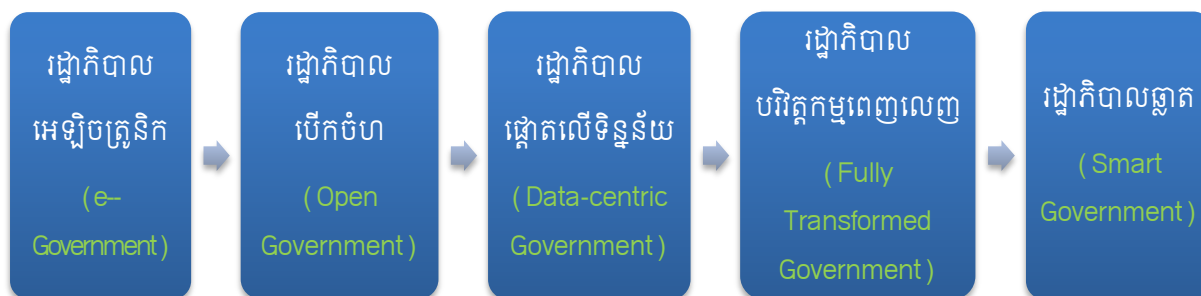 រដ្ឋាភិបាល
អេឡិចត្រូនិក
(e--
Government)
រដ្ឋាភិបាល
បើកចំហ
(Open
Government)
រដ្ឋាភិបាល
ផ្តោតលើទិន្នន័យ
(Data-centric
Government)
រដ្ឋាភិបាល
បរិវត្តកម្មពេញលេញ
(Fully
Transformed
Government)
រដ្ឋាភិបាលឆ្លាត
(Smart
Government)